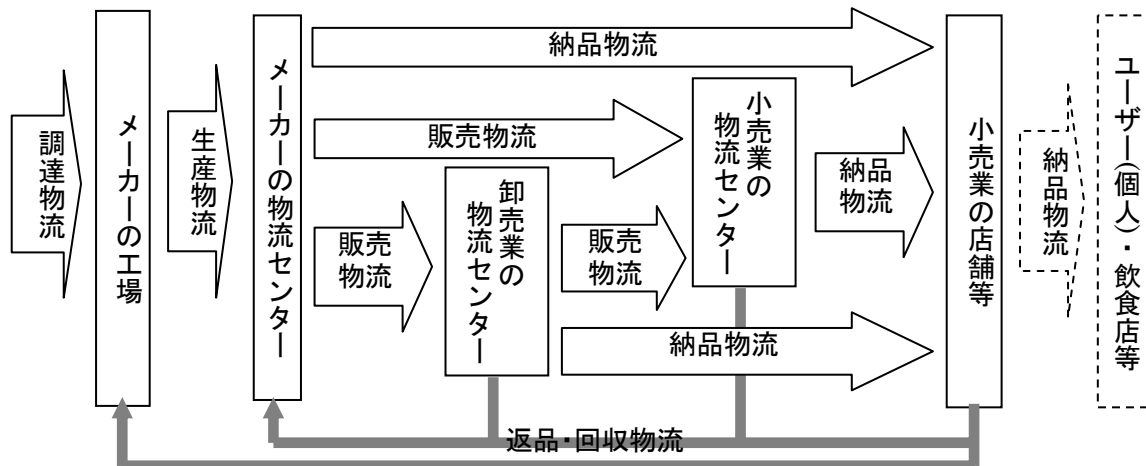 調達物流
メーカーの工場
生産物流
メーカーの物流センター
納品物流
販売物流
販売
物流
卸売業の
物流センター
販売
物流
小売業の
物流センター
納品
物流
納品物流
小売業の店舗等
納品物流
ユーザー(個人)・飲食店等
返品・回収物流